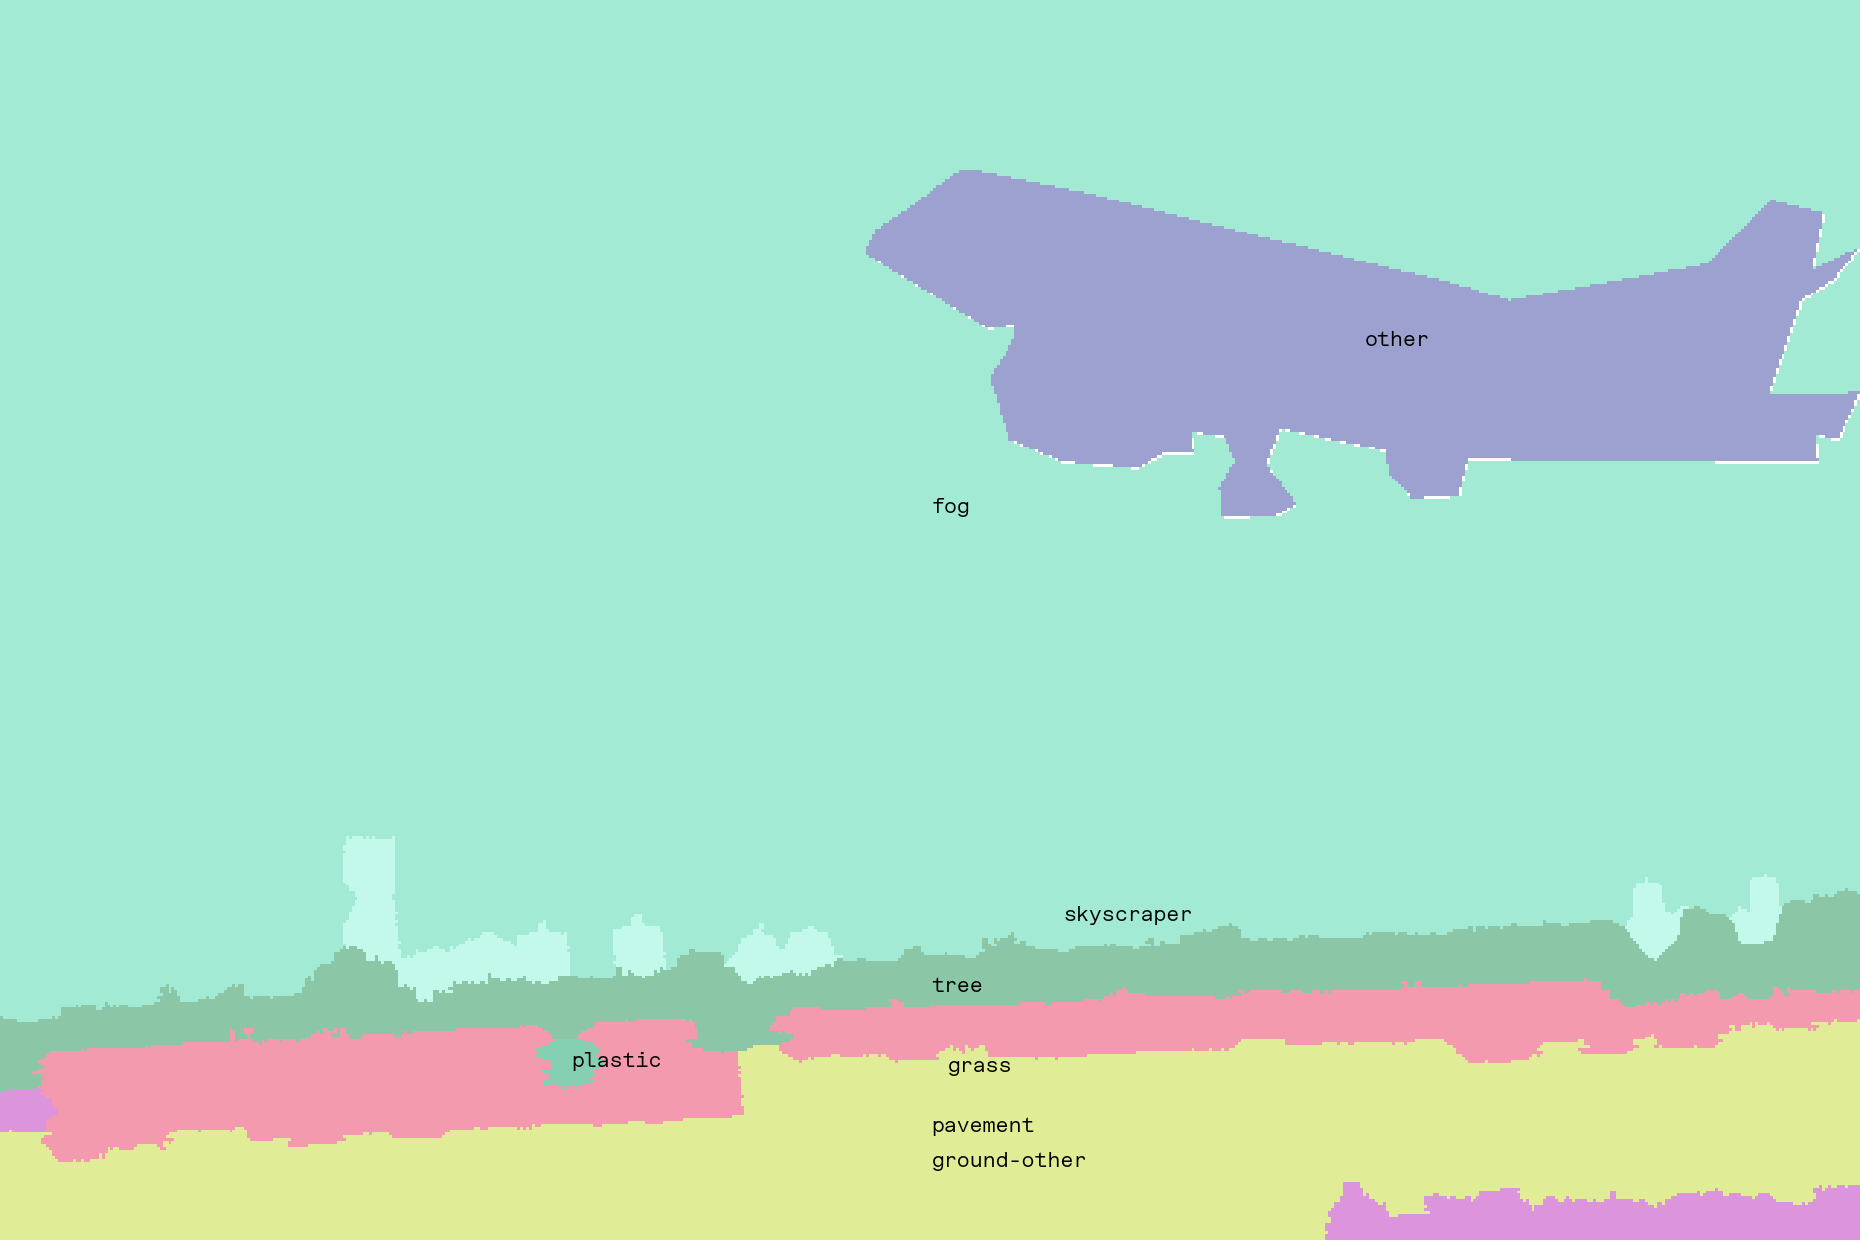 other
fog
skyscraper
tree
plastic
grass
pavement
ground-other